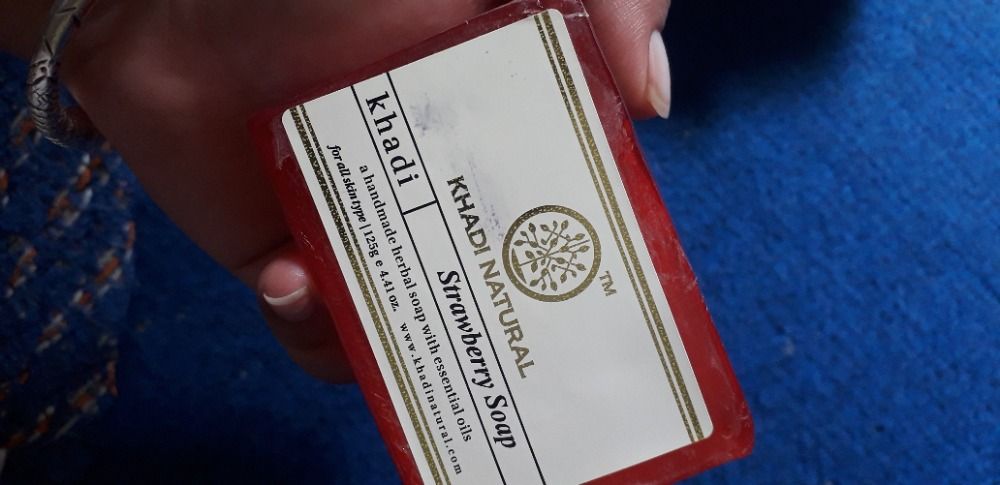 TM
KHADI NATURAL
khadi
Strawberry Soap
a handmade herbal soap with essential oils
for all skin type | 125g e 4.41 oz. www.khadinatural.com